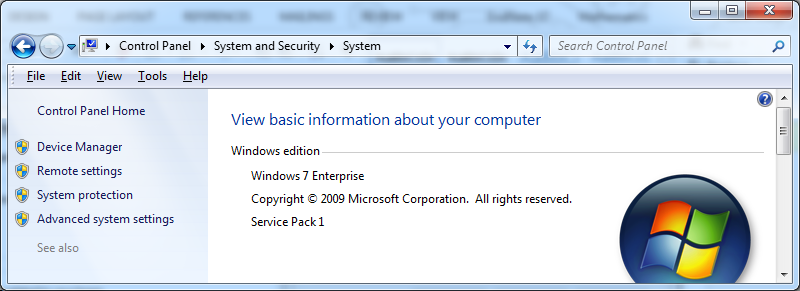 Control Panel System and Security System
Search Control Panel
File Edit View Tools Help
Control Panel Home
Device Manager
Remote settings
System protection
Advanced system settings
See also
View basic information about your computer
Windows edition
Windows 7 Enterprise
Copyright © 2009 Microsoft Corporation. All rights reserved.
Service Pack 1